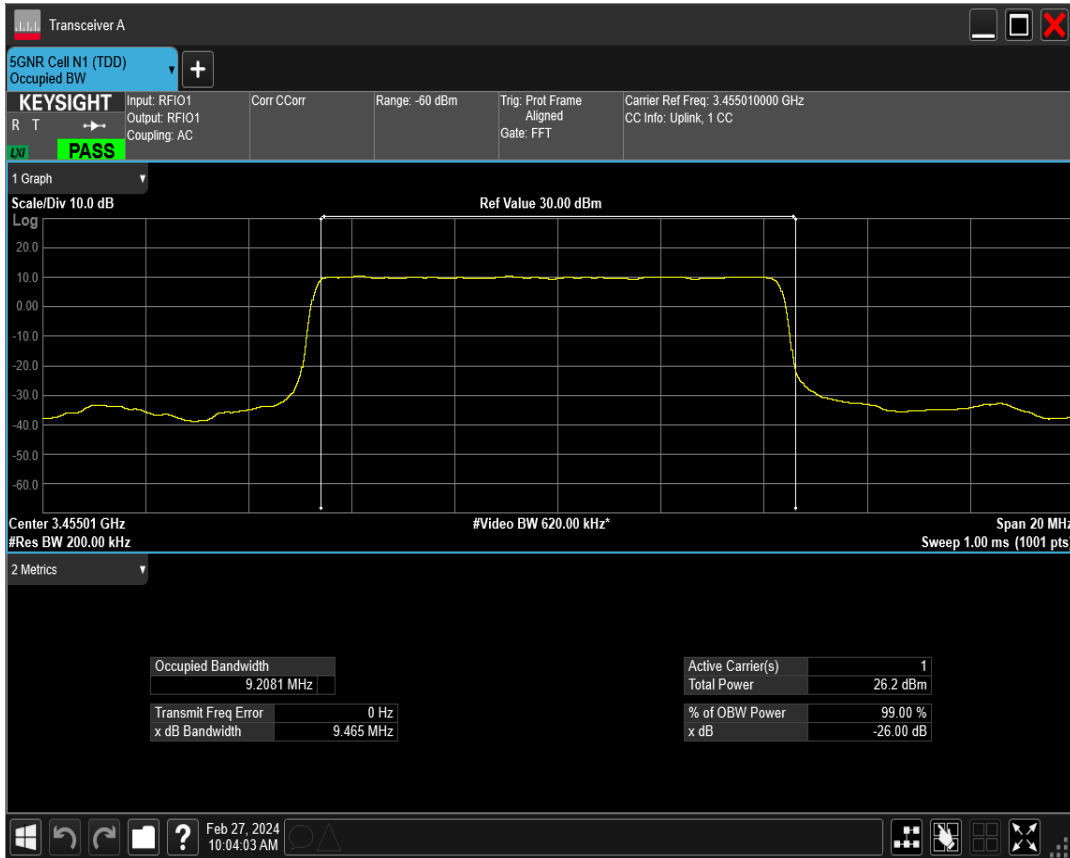 Transceiver A
5GNR Cell N1 (TDD)
Occupied BW
+
KEYSIGHT
R T
LXI
PASS
Input: RFIO1
Output: RFIO1
Coupling: AC
Corr CCorr
Range: -60 dBm
Trig: Prot Frame
Aligned
Gate: FFT
Carrier Ref Freq: 3.455010000 GHz
CC Info: Uplink, 1 CC
1 Graph
Scale/Div 10.0 dB
Ref Value 30.00 dBm
Log
20.0
10.0
0.00
-10.0
-20.0
-30.0
-40.0
-50.0
-60.0
Center 3.45501 GHz
#Video BW 620.00 kHz*
Span 20 MHz
#Res BW 200.00 kHz
Sweep 1.00 ms (1001 pts)
2 Metrics
Occupied Bandwidth
9.2081 MHz
Transmit Freq Error 0 Hz
x dB Bandwidth 9.465 MHz
Active Carrier(s) 1
Total Power 26.2 dBm
% of OBW Power 99.00 %
x dB -26.00 dB
?
Feb 27, 2024
10:04:03 AM